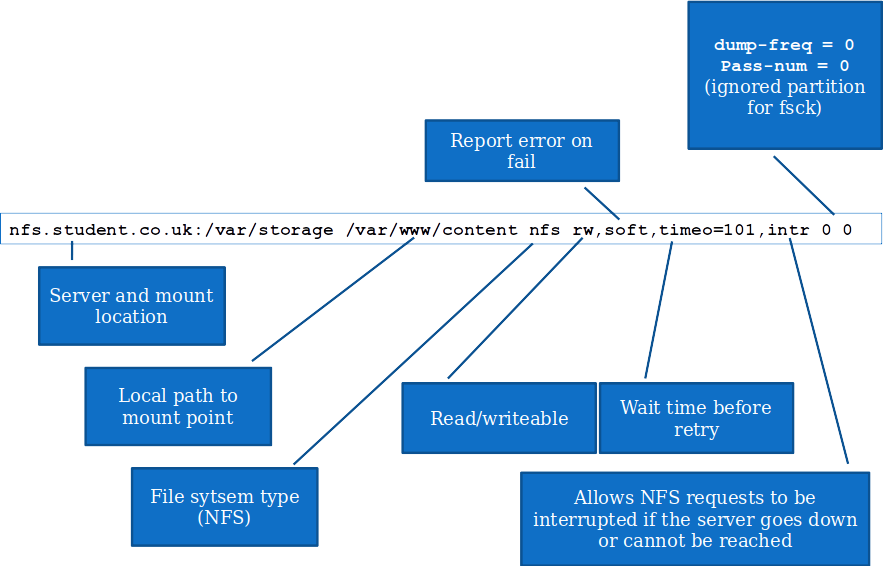 dump-freq = 0
Pass-num = 0
(ignored partition
for fsck)
Report error on
fail
nfs.student.co.uk:/var/storage /var/www/content nfs rw,soft,timeo=101,intr 0 0
Server and mount
location
Local path to
mount point
File sytsem type
(NFS)
Read/writeable
Wait time before
retry
Allows NFS requests to be
interrupted if the server goes down
or cannot be reached